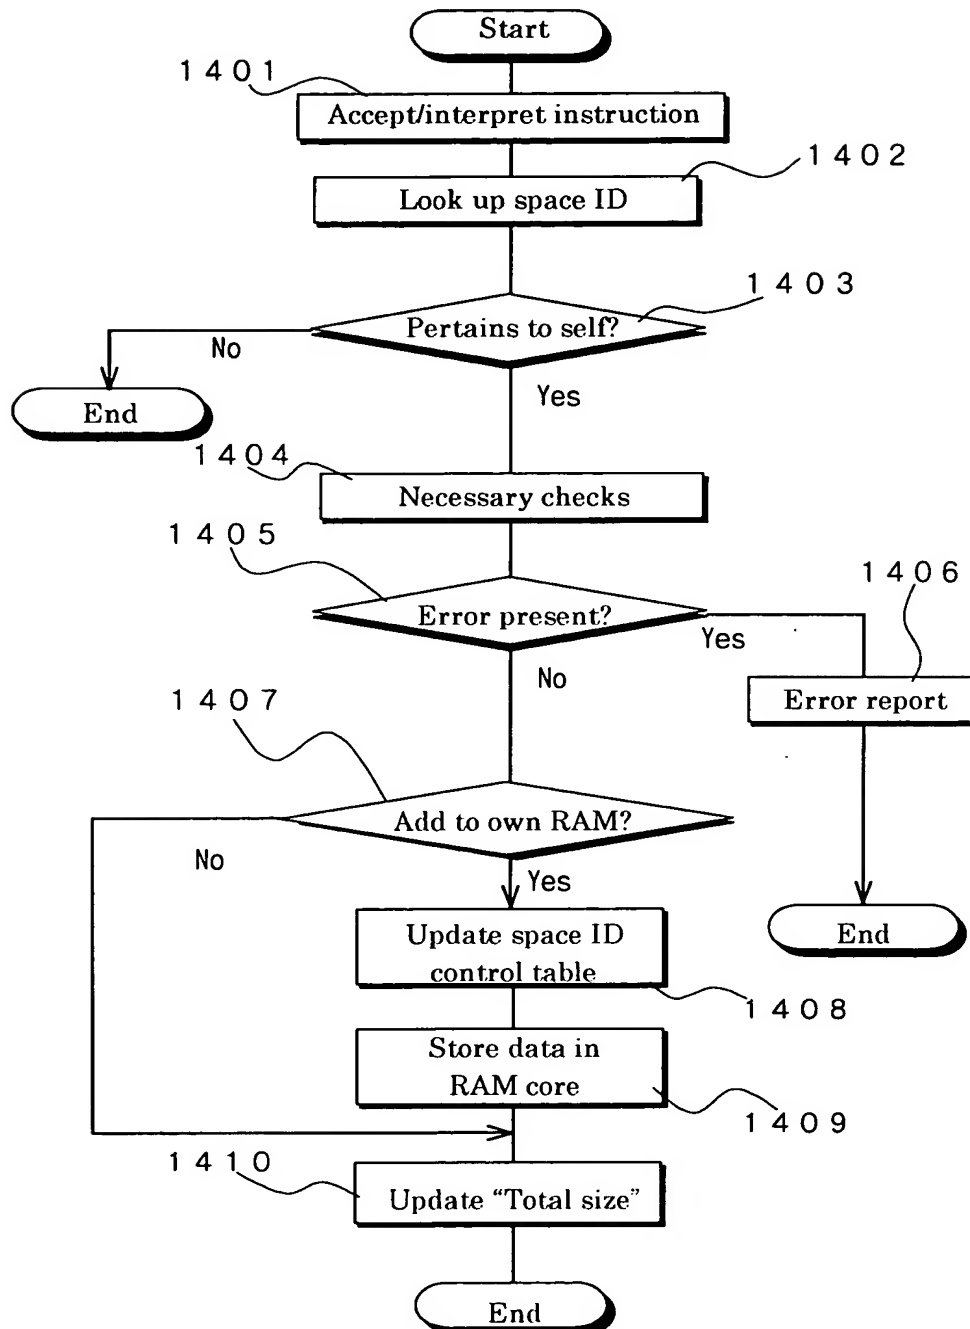 Start
1401
Accept/interpret instruction
1402
Look up space ID
1403
Pertains to self?
No
Yes
End
1404
Necessary checks
1405
1406
Error present?
Yes
No
Error report
1407
Add to own RAM?
No
Yes
End
Update space ID
control table
1408
Store data in
RAM core
1409
1410
Update “Total size”
End